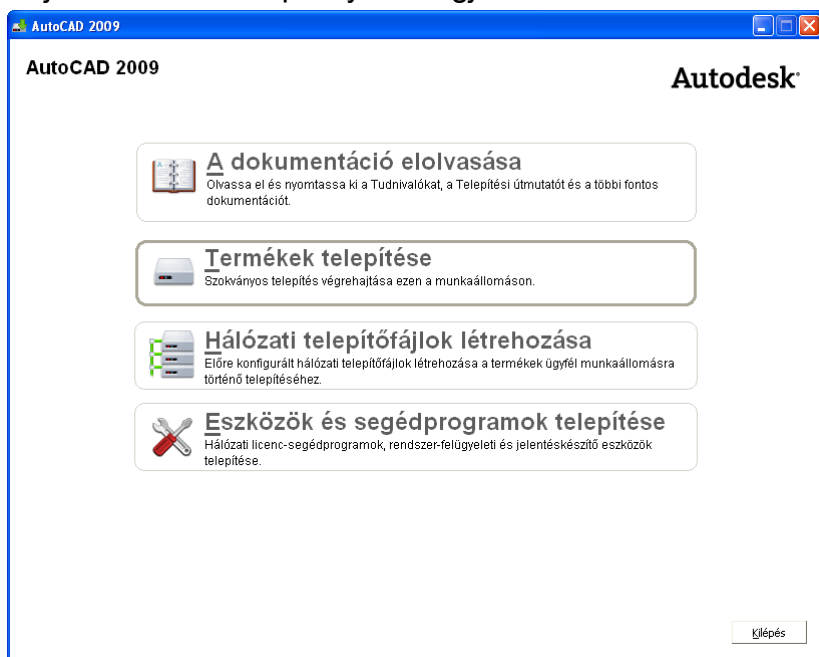 AutoCAD 2009
AutoCAD 2009
Autodesk
A dokumentáció elolvasása
Olvassa el és nyomtassa ki a Tudnivalókat, a Telepítési útmutatót és a többi fontos
dokumentációt.
Termékek telepítése
Szokványos telepítés végrehajtása ezen a munkaállomáson.
Hálózati telepítőfájlok létrehozása
Előre konfigurált hálózati telepítőfájlok létrehozása a termékek ügyfél munkaállomásra
történő telepítéséhez.
Eszközök és segédprogramok telepítése
Hálózati licenc-segédprogramok, rendszer-felügyeleti és jelentéskészítő eszközök
telepítése.
Kilépés